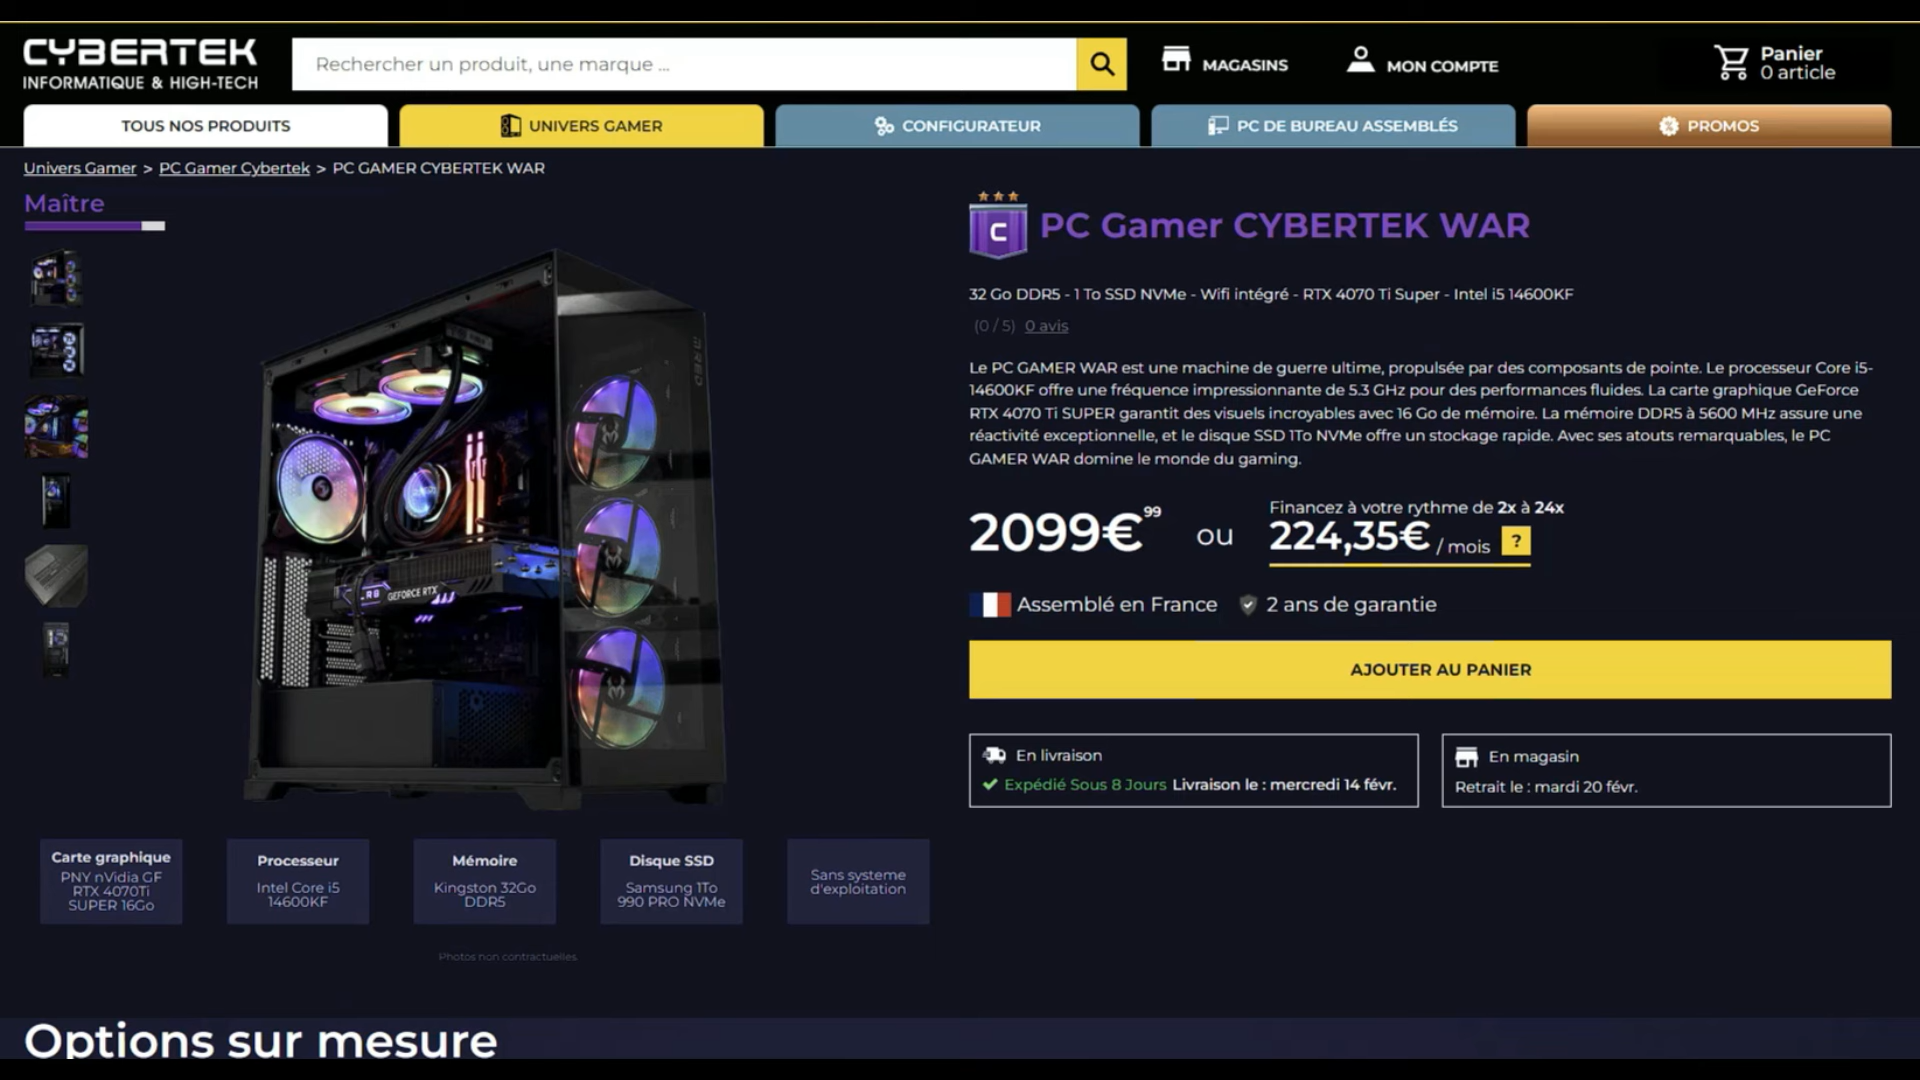 CYBERTEK
INFORMATIQUE & HIGH-TECH
Rechercher un produit, une marque ...
MAGASINS
MON COMPTE
Panier
0 article
TOUS NOS PRODUITS
UNIVERS GAMER
CONFIGURATEUR
PC DE BUREAU ASSEMBLÉS
PROMOS
Univers Gamer > PC Gamer Cybertek > PC GAMER CYBERTEK WAR
Maître
GEFORCE RTX
C
PC Gamer CYBERTEK WAR
32 Go DDR5 - 1 To SSD NVMe - Wifi intégré - RTX 4070 Ti Super - Intel i5 14600KF
(0 / 5) 0 avis
Le PC GAMER WAR est une machine de guerre ultime, propulsée par des composants de pointe. Le processeur Core i5-
14600KF offre une fréquence impressionnante de 5.3 GHz pour des performances fluides. La carte graphique GeForce
RTX 4070 Ti SUPER garantit des visuels incroyables avec 16 Go de mémoire. La mémoire DDR5 à 5600 MHz assure une
réactivité exceptionnelle, et le disque SSD 1To NVMe offre un stockage rapide. Avec ses atouts remarquables, le PC
GAMER WAR domine le monde du gaming.
2099€99
ou
Financez à votre rythme de 2x à 24x
224,35€ / mois ?
Assemblé en France
2 ans de garantie
AJOUTER AU PANIER
En livraison
Expédié Sous 8 Jours Livraison le : mercredi 14 févr.
En magasin
Retrait le : mardi 20 févr.
Carte graphique
PNY nVidia GF
RTX 4070Ti
SUPER 16Go
Processeur
Intel Core i5
14600KF
Mémoire
Kingston 32Go
DDR5
Disque SSD
Samsung 1To
990 PRO NVMe
Sans systeme
d'exploitation
Photos non contractuelles
Options sur mesure